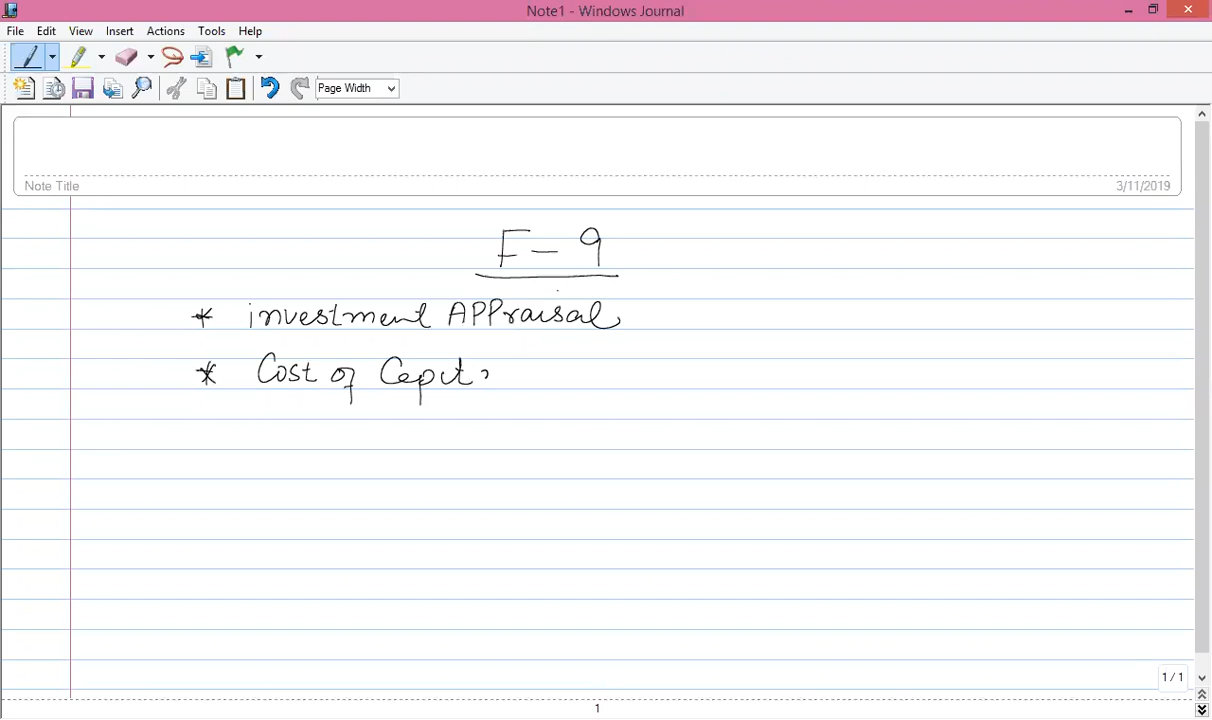 Note1 - Windows Journal
File Edit View Insert Actions Tools Help
Page Width
Note Title 3/11/2019
F - 9
* investment APPraisal
* Cost of Capit
1 / 1
1